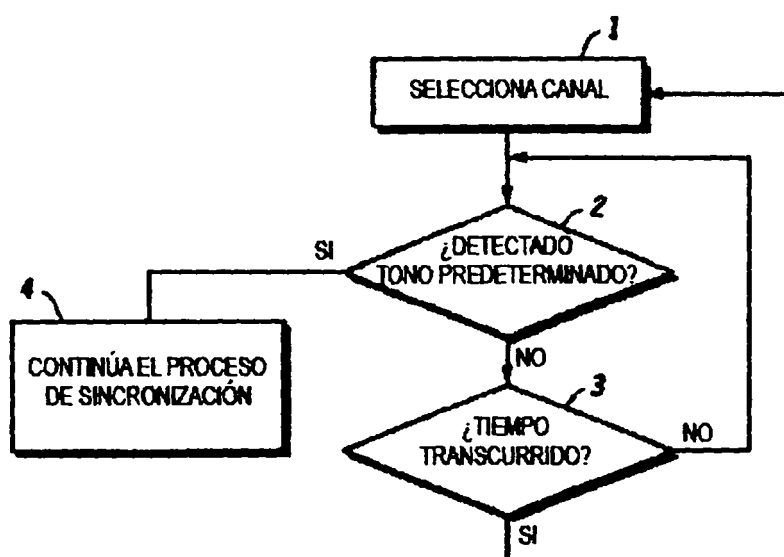 1
SELECCIONA CANAL
2
SI
¿DETECTADO
TONO PREDETERMINADO?
4
CONTINÚA EL PROCESO
DE SINCRONIZACIÓN
NO
3
¿TIEMPO
TRANSCURRIDO?
NO
SI